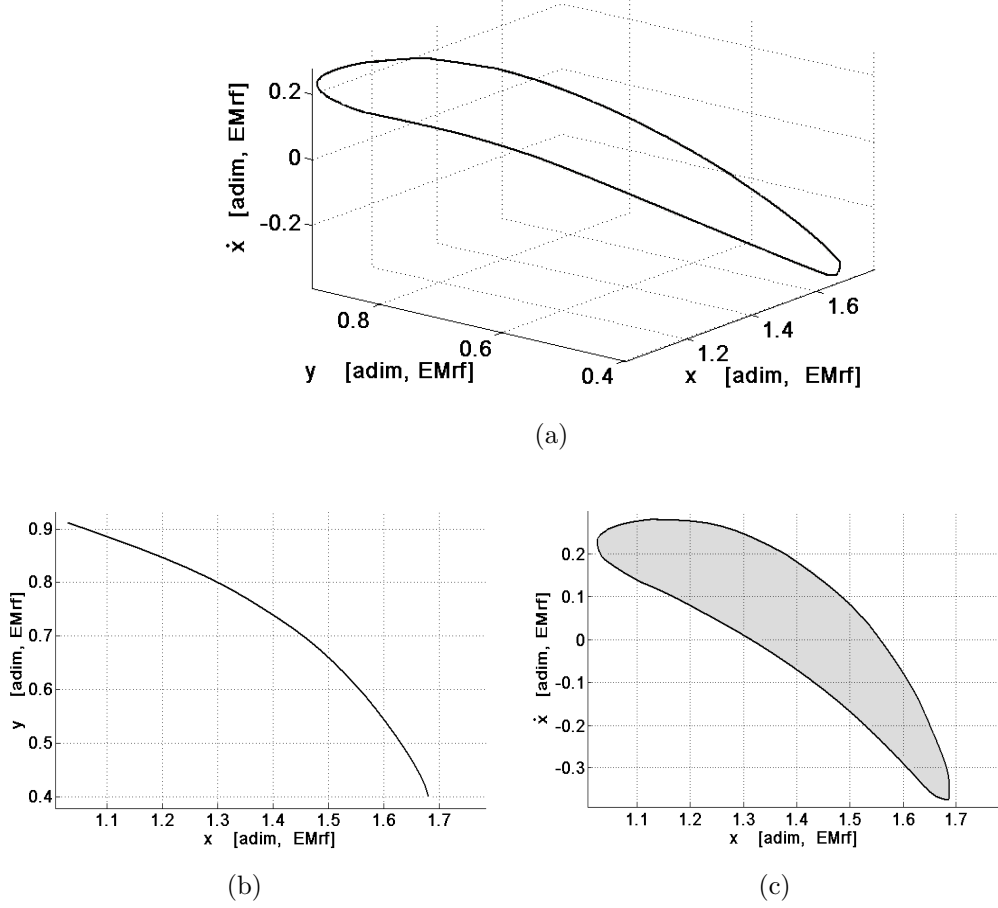 0.2
0
-0.2
ẋ [adim, EMrf]
0.8
0.6
0.4
y [adim, EMrf]
1.2
1.4
1.6
x [adim, EMrf]
(a)
0.9
0.8
0.7
0.6
0.5
0.4
y [adim, EMrf]
1.1 1.2 1.3 1.4 1.5 1.6 1.7
x [adim, EMrf]
(b)
0.2
0.1
0
-0.1
-0.2
-0.3
ẋ [adim, EMrf]
1.1 1.2 1.3 1.4 1.5 1.6 1.7
x [adim, EMrf]
(c)